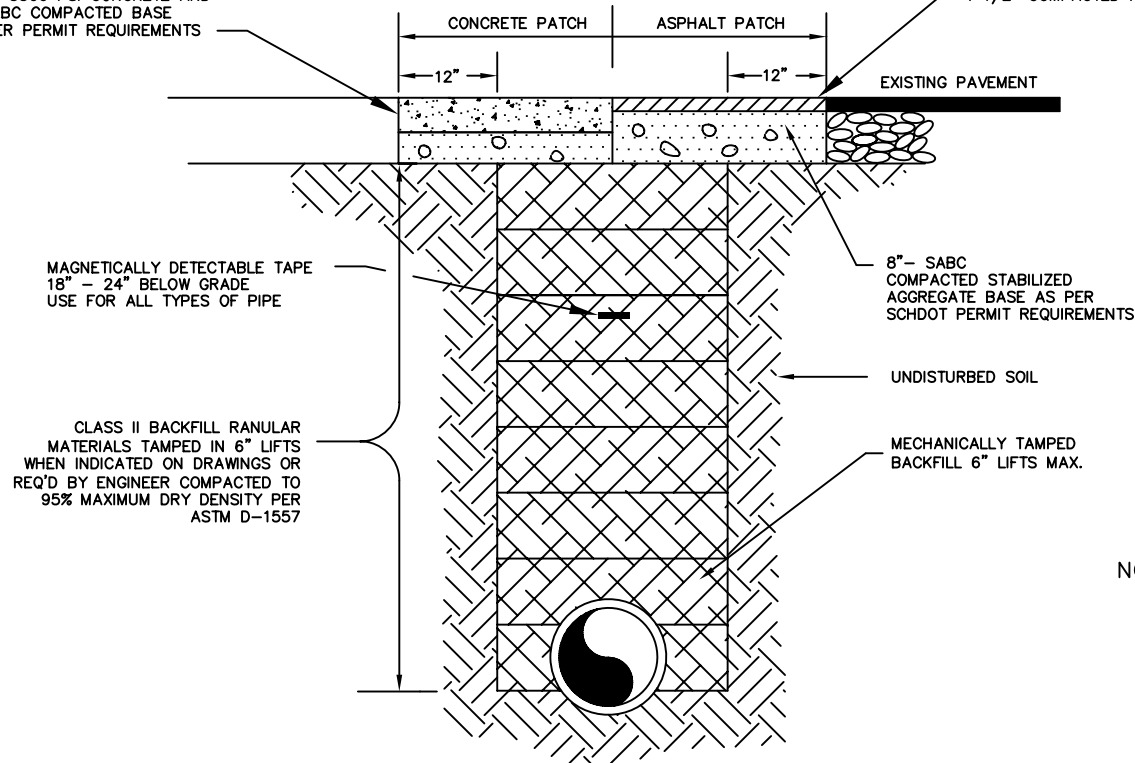 BC COMPACTED BASE
ER PERMIT REQUIREMENTS
CONCRETE PATCH
ASPHALT PATCH
12"
12"
EXISTING PAVEMENT
MAGNETICALLY DETECTABLE TAPE
18" – 24" BELOW GRADE
USE FOR ALL TYPES OF PIPE
8"– SABC
COMPACTED STABILIZED
AGGREGATE BASE AS PER
SCHDOT PERMIT REQUIREMENTS
UNDISTURBED SOIL
CLASS II BACKFILL RANULAR
MATERIALS TAMPED IN 6" LIFTS
WHEN INDICATED ON DRAWINGS OR
REQ'D BY ENGINEER COMPACTED TO
95% MAXIMUM DRY DENSITY PER
ASTM D–1557
MECHANICALLY TAMPED
BACKFILL 6" LIFTS MAX.